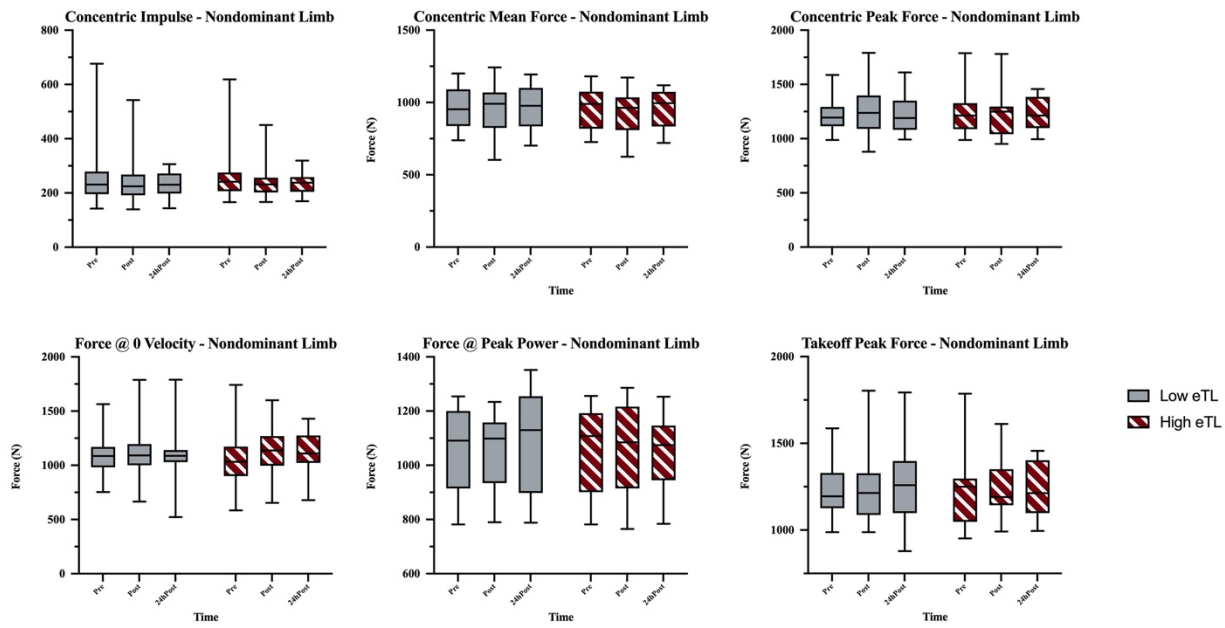 Concentric Impulse - Nondominant Limb
800
600
400
200
0
Force (N)
Pre
Post
24hPost
Pre
Post
24hPost
Time
Concentric Mean Force - Nondominant Limb
1500
1000
500
0
Force (N)
Pre
Post
24hPost
Pre
Post
24hPost
Time
Concentric Peak Force - Nondominant Limb
2000
1500
1000
500
0
Force (N)
Pre
Post
24hPost
Pre
Post
24hPost
Time
Force @ 0 Velocity - Nondominant Limb
2000
1500
1000
500
0
Force (N)
Pre
Post
24hPost
Pre
Post
24hPost
Time
Force @ Peak Power - Nondominant Limb
1400
1200
1000
800
600
Force (N)
Pre
Post
24hPost
Pre
Post
24hPost
Time
Takeoff Peak Force - Nondominant Limb
2000
1500
1000
Force (N)
Pre
Post
24hPost
Pre
Post
24hPost
Time
Low eTL
High eTL